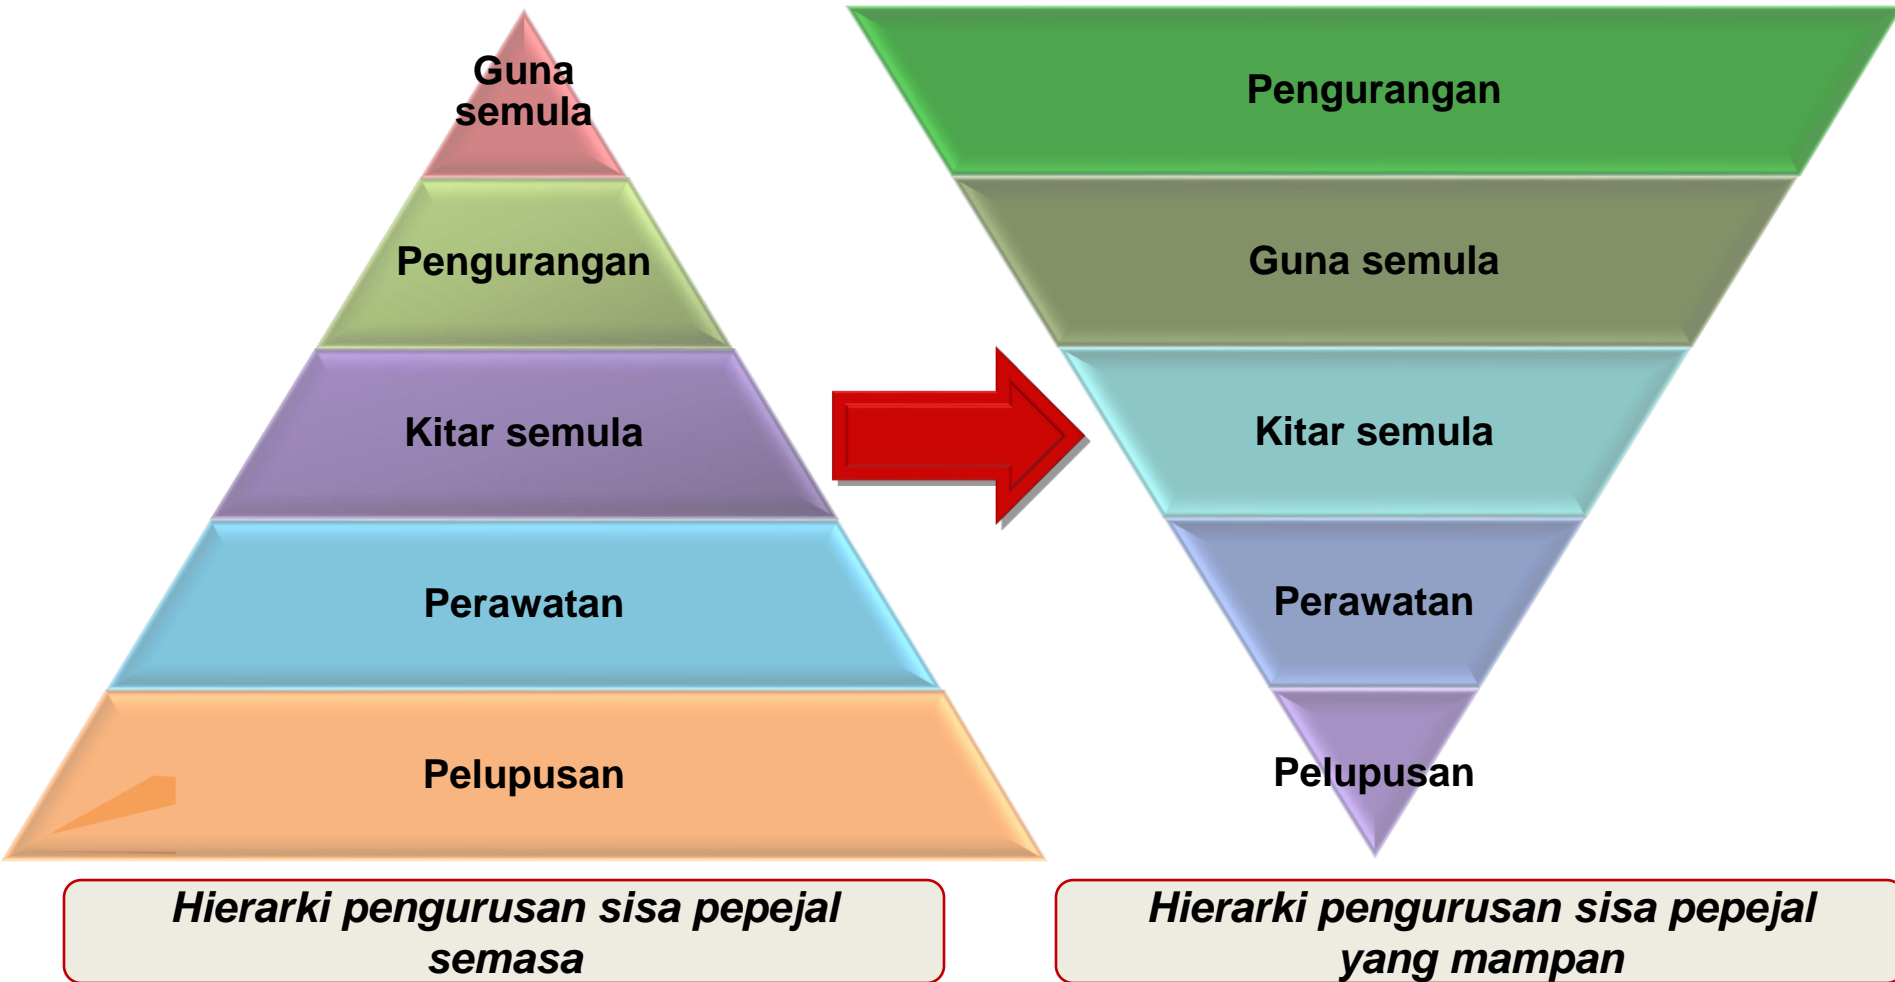 Guna
semula
Pengurangan
Kitar semula
Perawatan
Pelupusan
Hierarki pengurusan sisa pepejal
semasa
Pengurangan
Guna semula
Kitar semula
Perawatan
Pelupusan
Hierarki pengurusan sisa pepejal
yang mampan